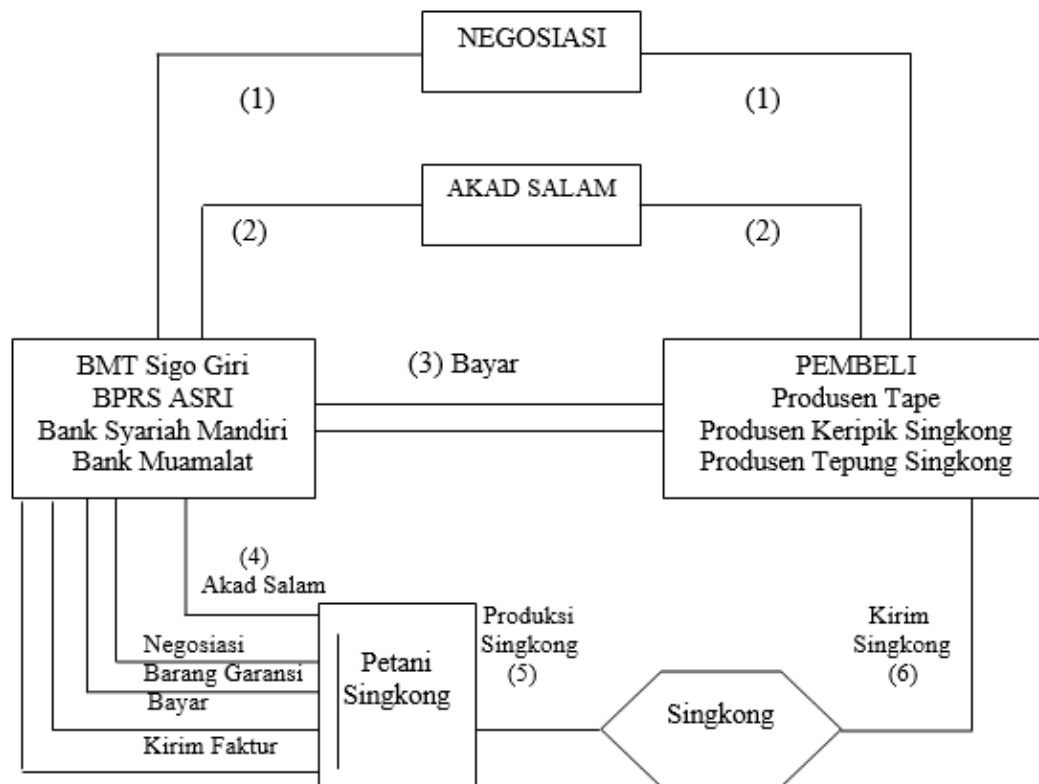 NEGOSIASI
(1)
(1)
AKAD SALAM
(2)
(2)
BMT Sigo Giri
BPRS ASRI
Bank Syariah Mandiri
Bank Muamalat
(3) Bayar
PEMBELI
Produsen Tape
Produsen Keripik Singkong
Produsen Tepung Singkong
(4)
Akad Salam
Negosiasi
Barang Garansi
Bayar
Kirim Faktur
Petani
Singkong
Produksi
Singkong
(5)
Singkong
Kirim
Singkong
(6)